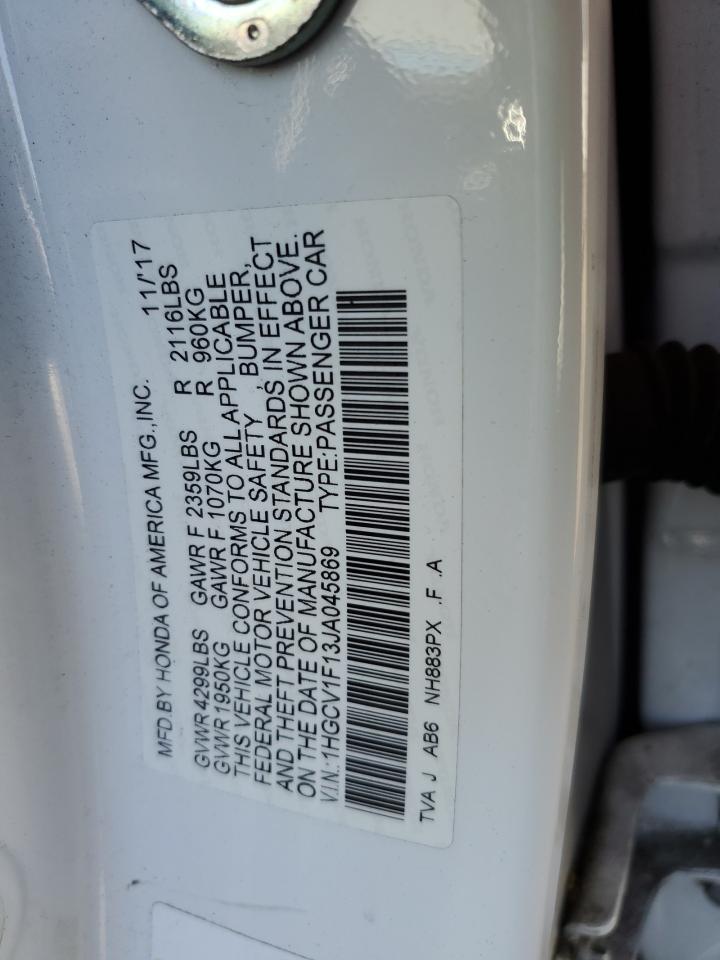 MFD.BY HONDA OF AMERICA MFG.,INC. 11/'17
GVWR 4299LBS GAWR F 2359LBS R 2116LBS
GVWR 1950KG GAWR F 1070KG R 960KG
THIS VEHICLE CONFORMS TO ALL APPLICABLE
FEDERAL MOTOR VEHICLE SAFETY , BUMPER,
AND THEFT PREVENTION STANDARDS IN EFFECT
ON THE DATE OF MANUFACTURE SHOWN ABOVE.
V.I.N.:1HGCV1F13JA045869 TYPE:PASSENGER CAR
TVA J AB6 NH883PX .F .A